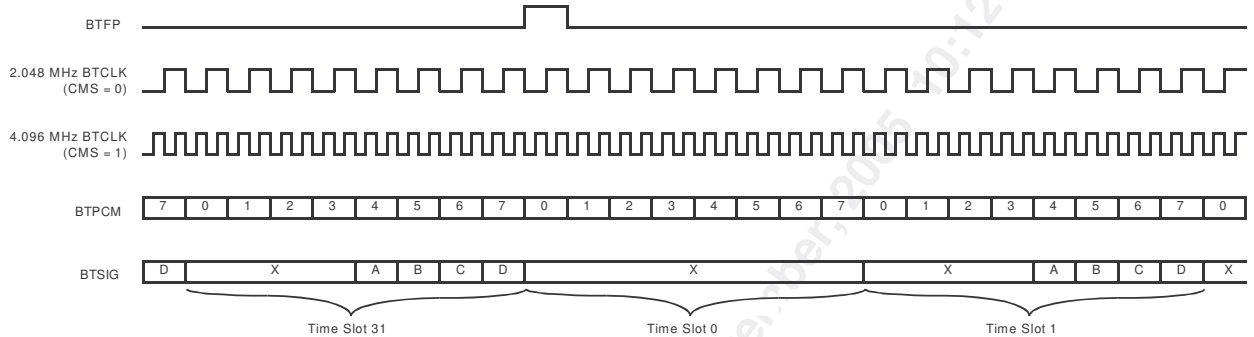 BTFP
2.048 MHz BTCLK
(CMS = 0)
4.096 MHz BTCLK
(CMS = 1)
BTPCM 7 0 1 2 3 4 5 6 7 0 1 2 3 4 5 6 7 0 1 2 3 4 5 6 7 0
BTSIG D X A B C D X X A B C D X
Time Slot 31 Time Slot 0 Time Slot 1